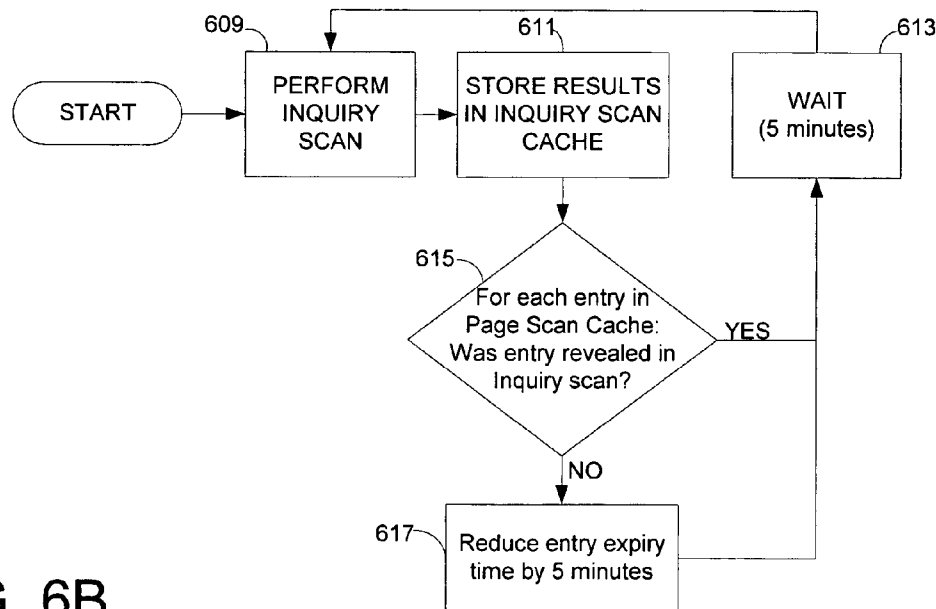 609
611
613
START
PERFORM
INQUIRY
SCAN
STORE RESULTS
IN INQUIRY SCAN
CACHE
WAIT
(5 minutes)
615
For each entry in
Page Scan Cache:
Was entry revealed in
Inquiry scan?
YES
NO
617
Reduce entry expiry
time by 5 minutes
6B